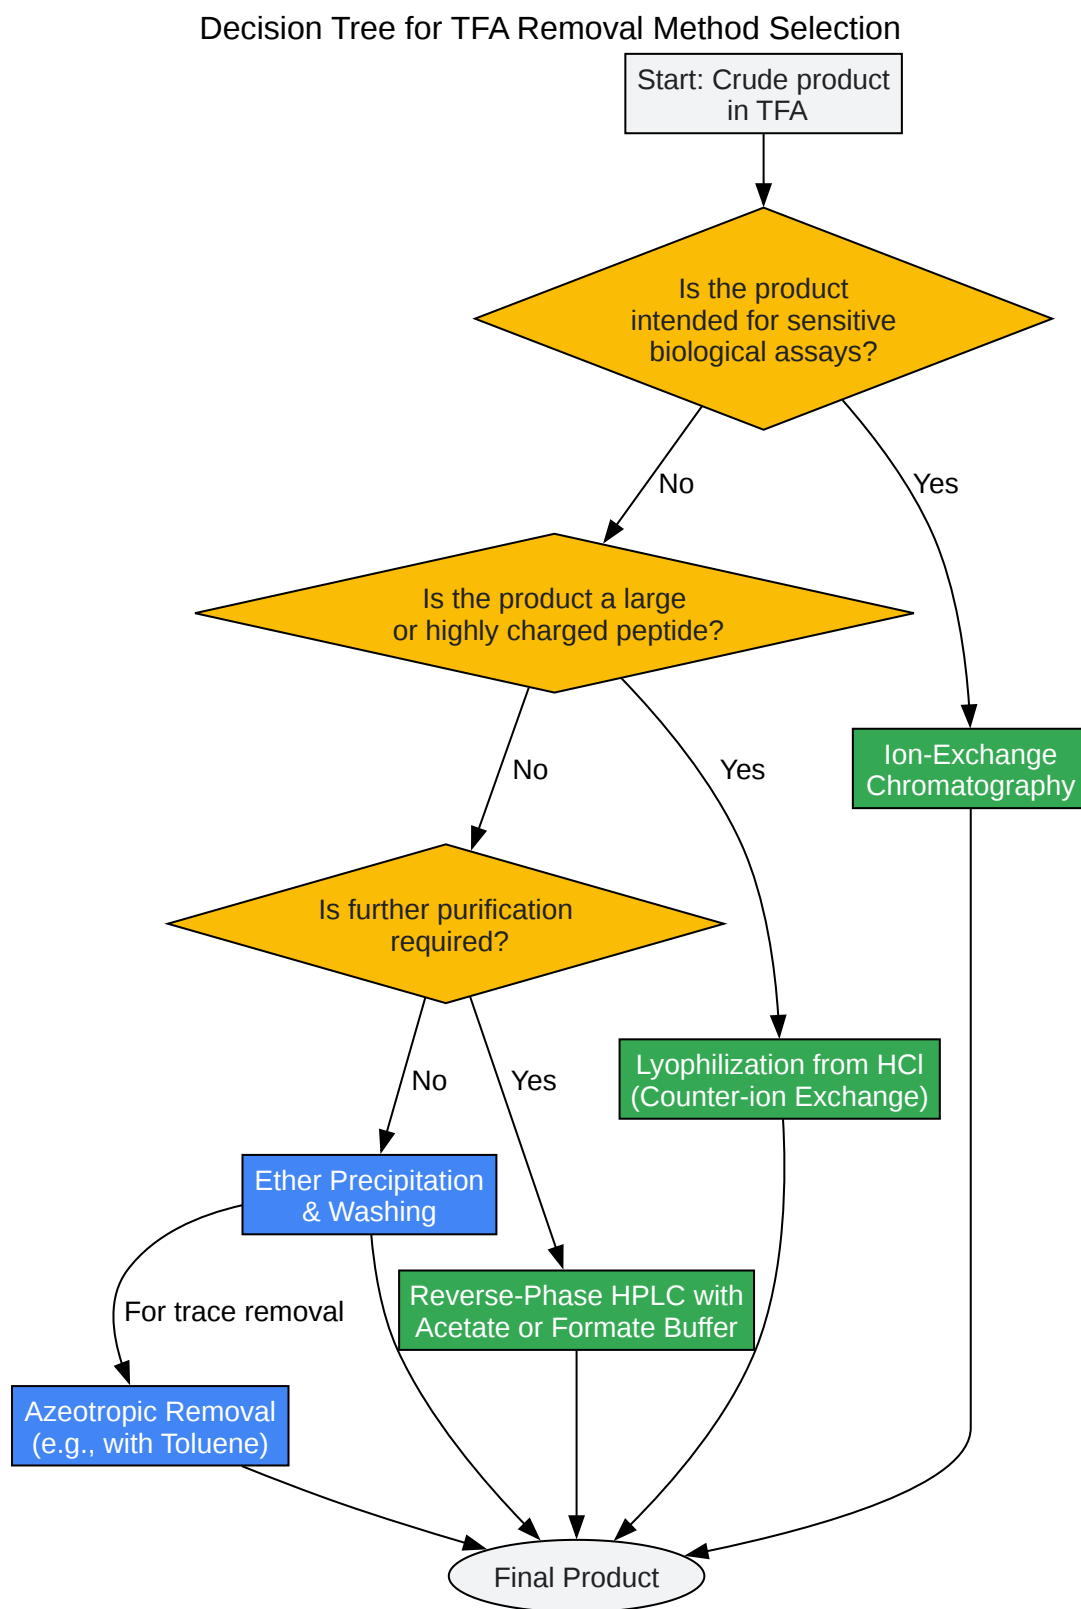 Decision Tree for TFA Removal Method Selection
Start: Crude product
in TFA
Is the product
intended for sensitive
biological assays?
No
Yes
Is the product a large
or highly charged peptide?
Ion-Exchange
Chromatography
No
Yes
Is further purification
required?
Lyophilization from HCl
(Counter-ion Exchange)
No
Yes
Ether Precipitation
& Washing
Reverse-Phase HPLC with
Acetate or Formate Buffer
For trace removal
Azeotropic Removal
(e.g., with Toluene)
Final Product